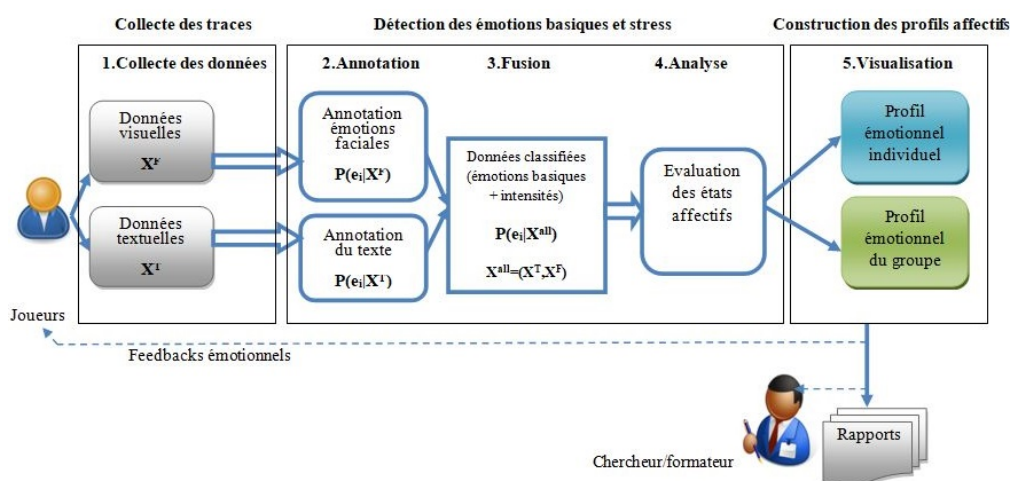 Collecte des traces
Détection des émotions basiques et stress
Construction des profils affectifs
1.Collecte des données
2.Annotation
3.Fusion
4.Analyse
5.Visualisation
Données
visuelles
X^F
Données
textuelles
X^T
Annotation
émotions
faciales
P(e_i|X^F)
Annotation
du texte
P(e_i|X^T)
Données classifiées
(émotions basiques
+ intensités)
P(e_i|X^all)
X^all=(X^T,X^F)
Evaluation
des états
affectifs
Profil
émotionnel
individuel
Profil
émotionnel
du groupe
Joueurs
Feedbacks émotionnels
Chercheur/formateur
Rapports